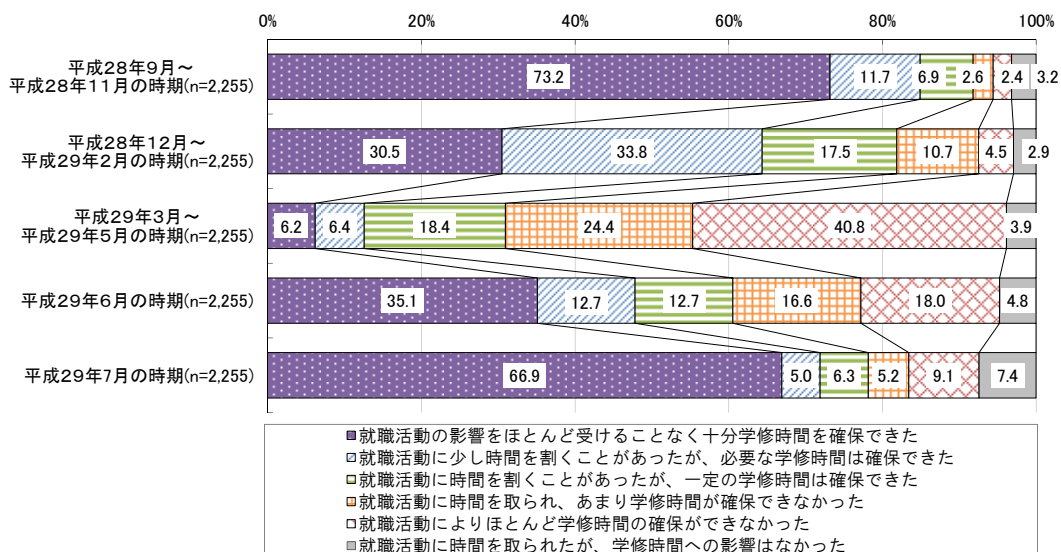 0% 20% 40% 60% 80% 100%
平成28年9月～
平成28年11月の時期(n=2,255)
73.2 11.7 6.9 2.6 2.4 3.2
平成28年12月～
平成29年2月の時期(n=2,255)
30.5 33.8 17.5 10.7 4.5 2.9
平成29年3月～
平成29年5月の時期(n=2,255)
6.2 6.4 18.4 24.4 40.8 3.9
平成29年6月の時期(n=2,255)
35.1 12.7 12.7 16.6 18.0 4.8
平成29年7月の時期(n=2,255)
66.9 5.0 6.3 5.2 9.1 7.4
就職活動の影響をほとんど受けることなく十分学修時間を確保できた
就職活動に少し時間を割くことがあったが、必要な学修時間は確保できた
就職活動に時間を割くことがあったが、一定の学修時間は確保できた
就職活動に時間を取られ、あまり学修時間が確保できなかった
就職活動によりほとんど学修時間の確保ができなかった
就職活動に時間を取られたが、学修時間への影響はなかった